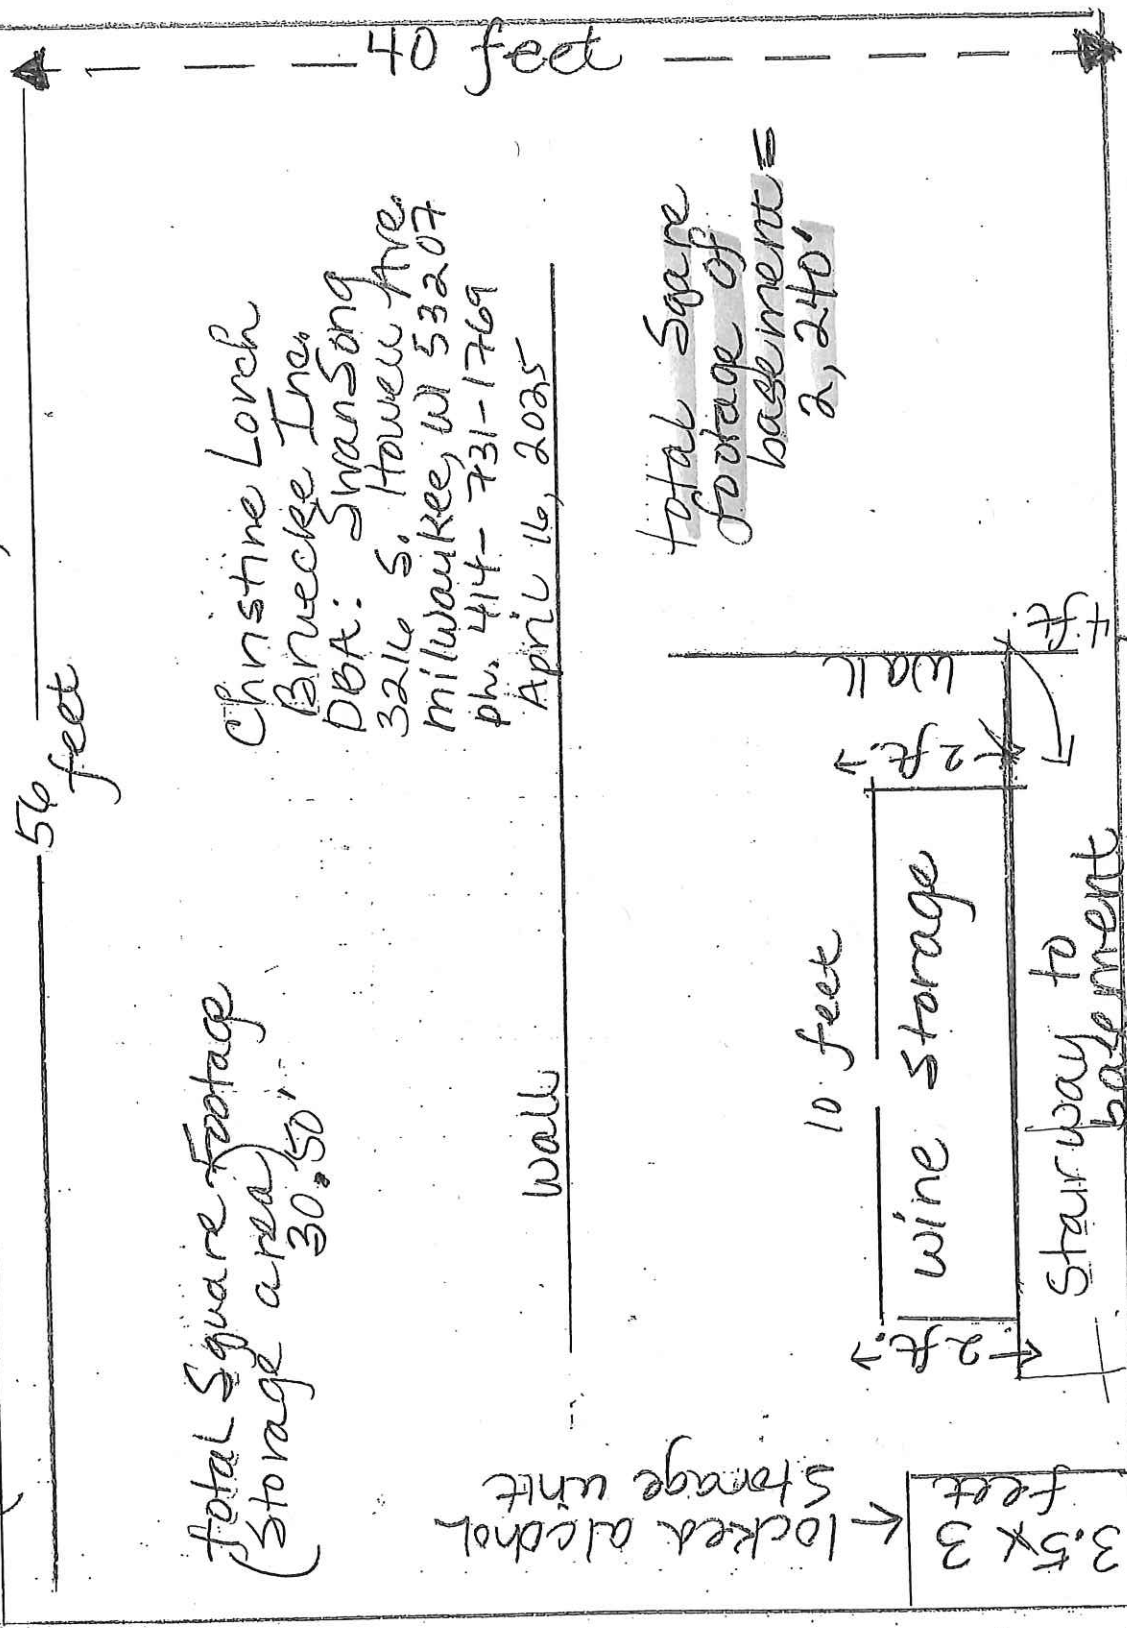 40 feet
56
feet
Christine Lorch
Bruecke Inc.
DBA: SwanSong
3216 S. Howell Ave.
milwaukee, WI 53207
ph. 414-731-1769
April 16, 2025
total Square Footage
(Storage area)
30.50'
total Sqare
footage of
basement =
2,240'
wall
wall
10 feet
wine storage
2 ft.
2 ft.
4 ft.
Stairway to
basement
locked alcohol
storage unit
3.5 x 3
feet